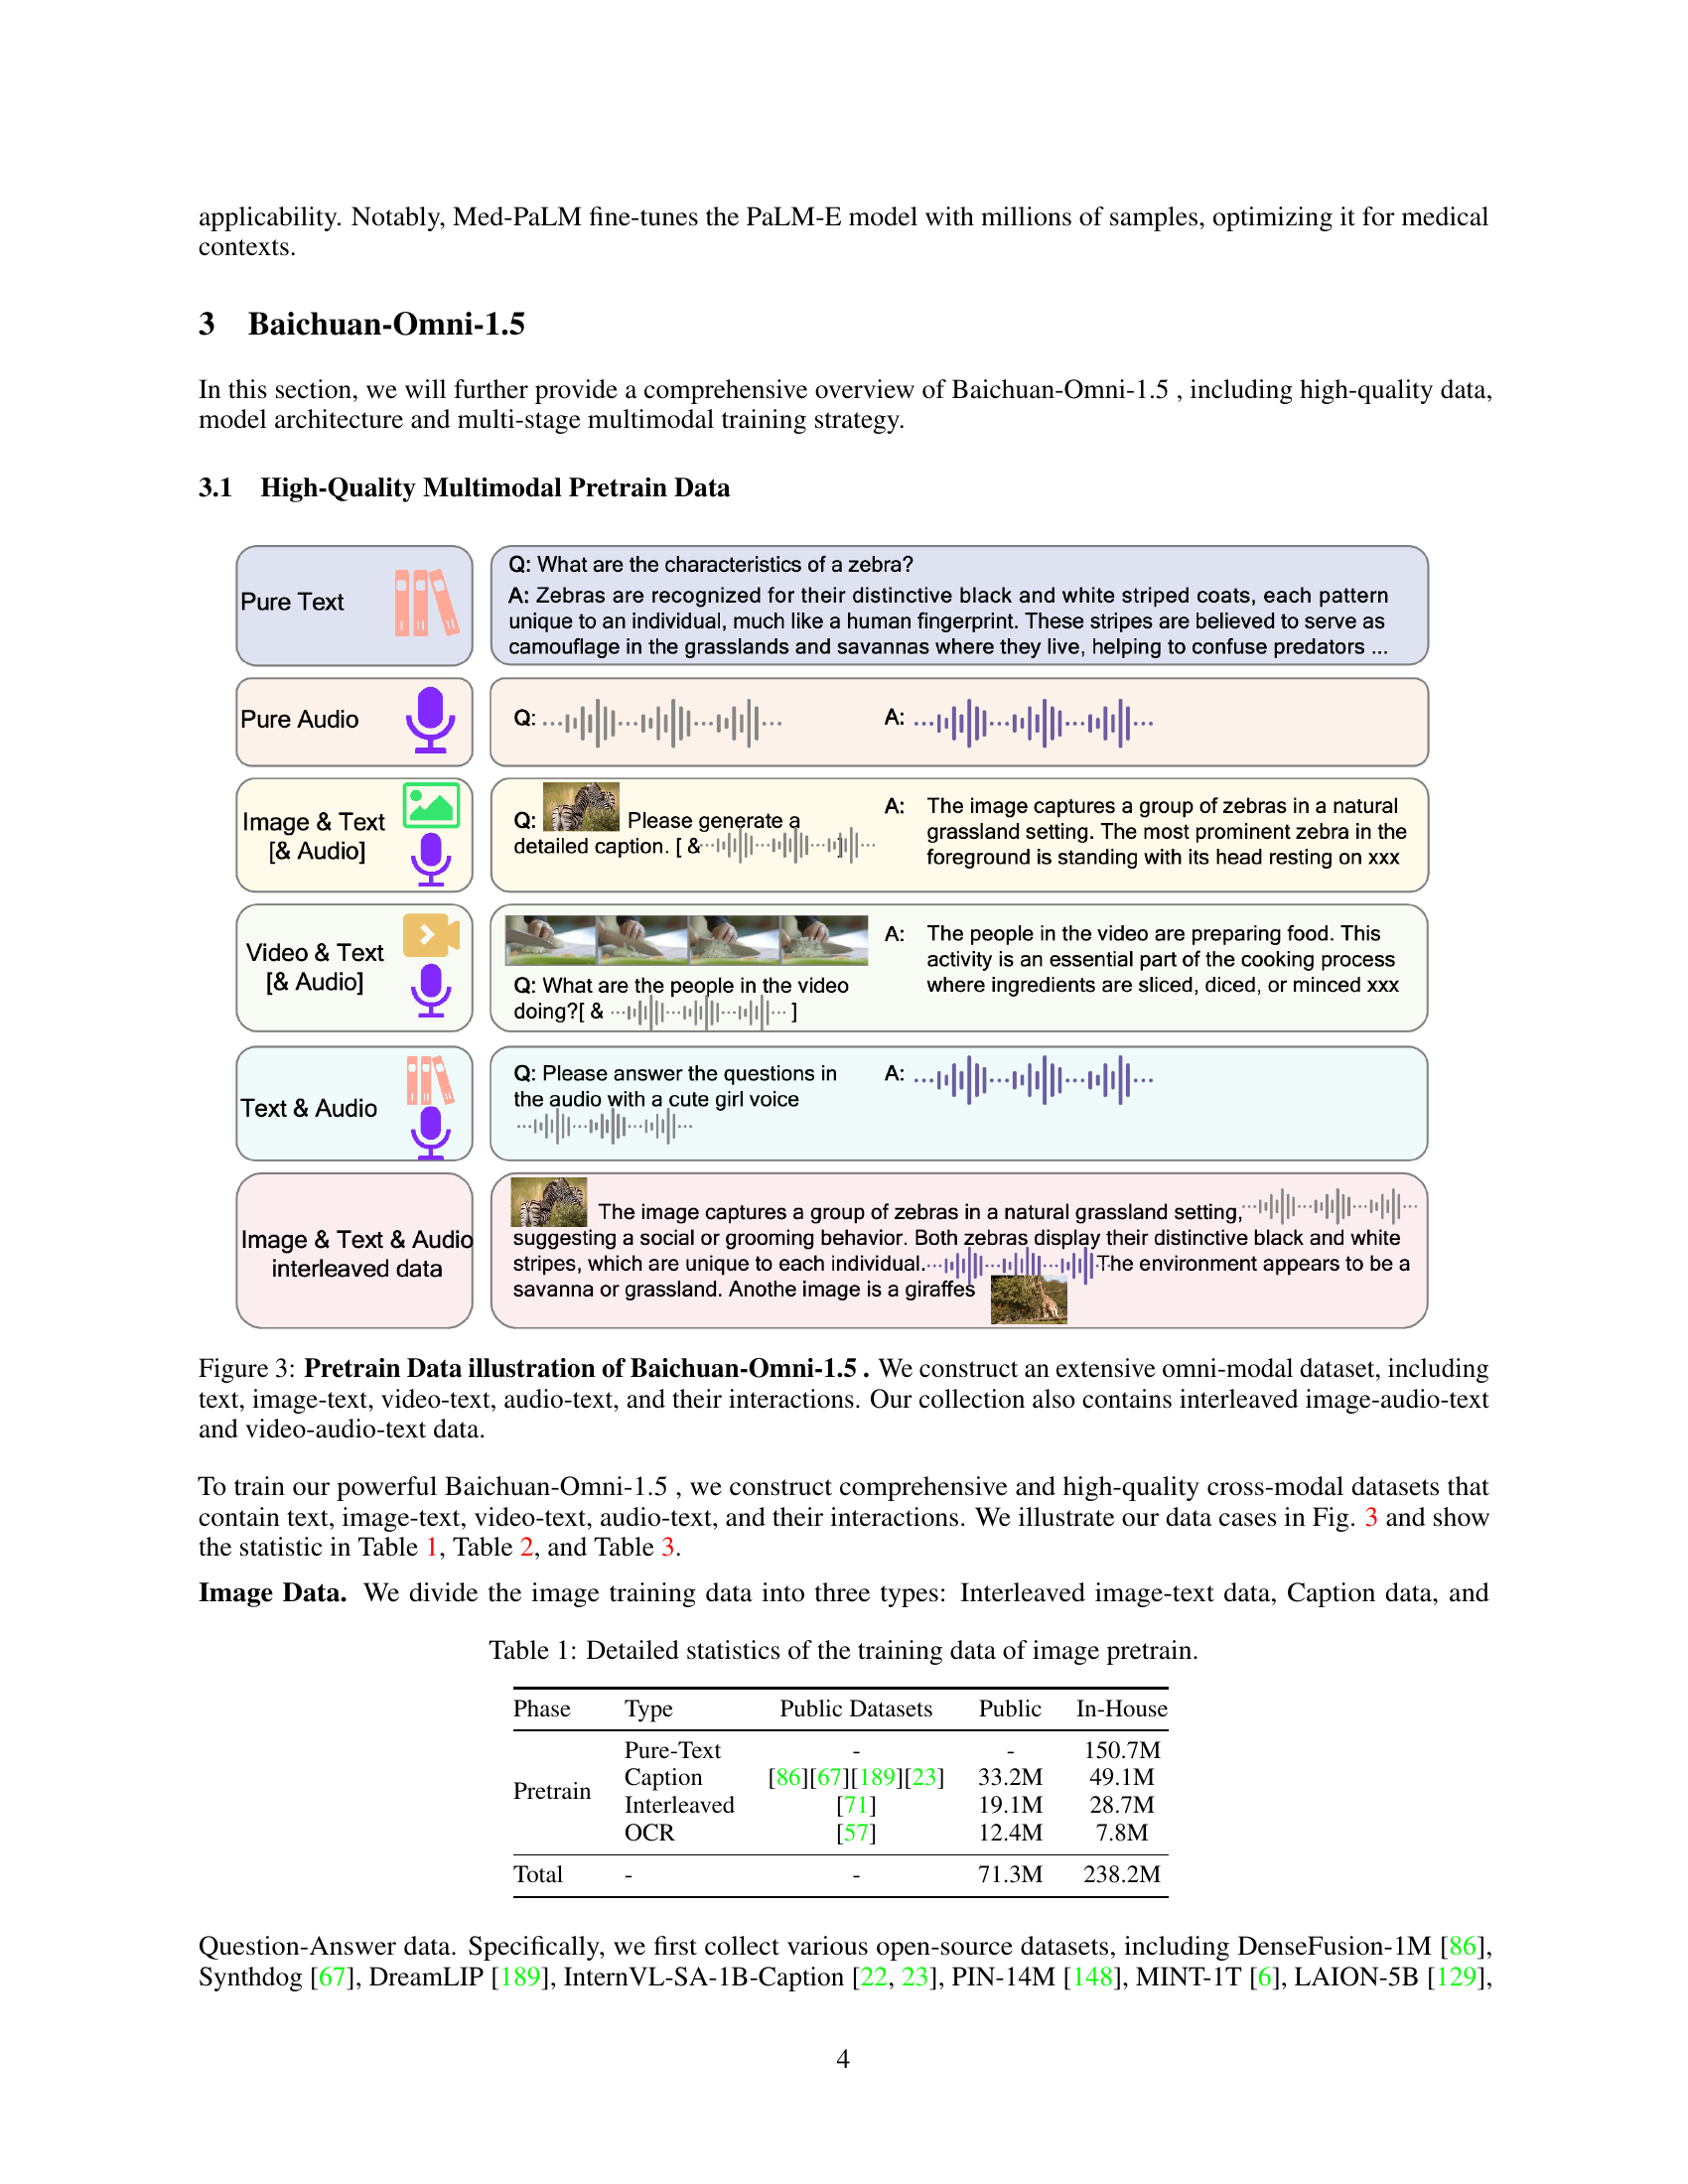 applicability. Notably, Med-PaLM fine-tunes the PaLM-E model with millions of samples, optimizing it for medical
contexts.
3 Baichuan-Omni-1.5
In this section, we will further provide a comprehensive overview of Baichuan-Omni-1.5 , including high-quality data,
model architecture and multi-stage multimodal training strategy.
3.1 High-Quality Multimodal Pretrain Data
Pure Text
Q: What are the characteristics of a zebra?
A: Zebras are recognized for their distinctive black and white striped coats, each pattern
unique to an individual, much like a human fingerprint. These stripes are believed to serve as
camouflage in the grasslands and savannas where they live, helping to confuse predators ...
Pure Audio
Q:
A:
Image & Text
[& Audio]
Q: Please generate a
detailed caption. [ & ]
A: The image captures a group of zebras in a natural
grassland setting. The most prominent zebra in the
foreground is standing with its head resting on xxx
Video & Text
[& Audio]
Q: What are the people in the video
doing?[ & ]
A: The people in the video are preparing food. This
activity is an essential part of the cooking process
where ingredients are sliced, diced, or minced xxx
Text & Audio
Q: Please answer the questions in
the audio with a cute girl voice
A:
Image & Text & Audio
interleaved data
The image captures a group of zebras in a natural grassland setting,
suggesting a social or grooming behavior. Both zebras display their distinctive black and white
stripes, which are unique to each individual. The environment appears to be a
savanna or grassland. Anothe image is a giraffes
Figure 3: Pretrain Data illustration of Baichuan-Omni-1.5 . We construct an extensive omni-modal dataset, including
text, image-text, video-text, audio-text, and their interactions. Our collection also contains interleaved image-audio-text
and video-audio-text data.
To train our powerful Baichuan-Omni-1.5 , we construct comprehensive and high-quality cross-modal datasets that
contain text, image-text, video-text, audio-text, and their interactions. We illustrate our data cases in Fig. 3 and show
the statistic in Table 1, Table 2, and Table 3.
Image Data. We divide the image training data into three types: Interleaved image-text data, Caption data, and
Table 1: Detailed statistics of the training data of image pretrain.
Phase Type Public Datasets Public In-House
Pretrain
Pure-Text - - 150.7M
Caption [86][67][189][23] 33.2M 49.1M
Interleaved [71] 19.1M 28.7M
OCR [57] 12.4M 7.8M
Total - - 71.3M 238.2M
Question-Answer data. Specifically, we first collect various open-source datasets, including DenseFusion-1M [86],
Synthdog [67], DreamLIP [189], InternVL-SA-1B-Caption [22, 23], PIN-14M [148], MINT-1T [6], LAION-5B [129],
4